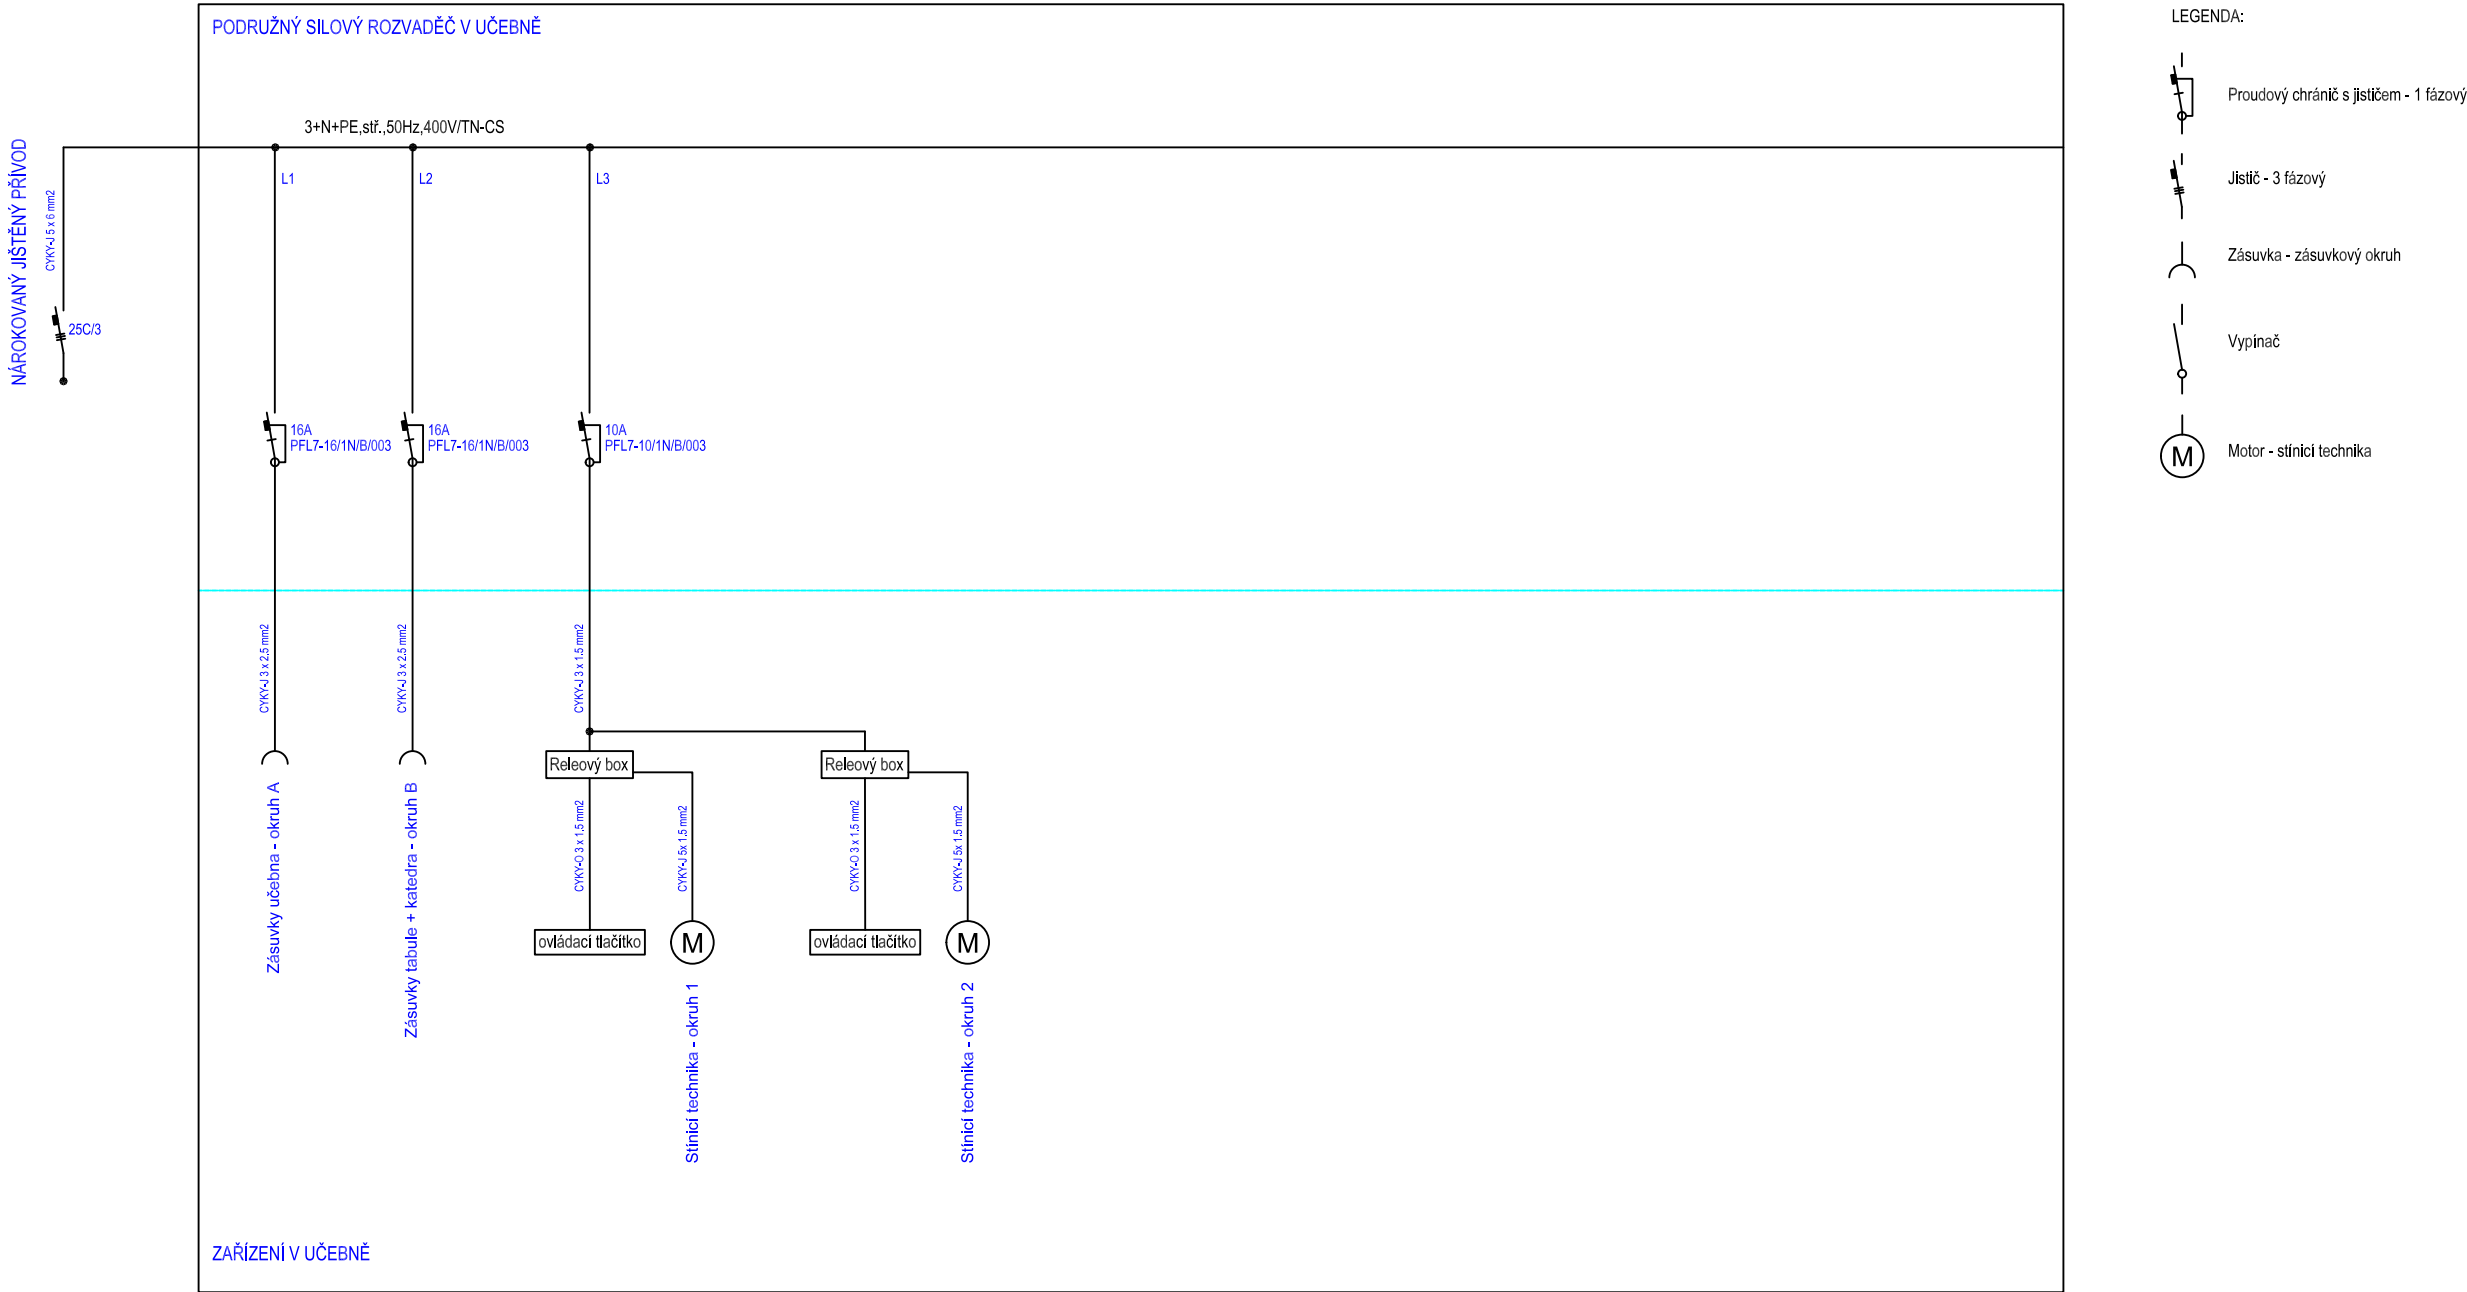 PODRUŽNÝ SILOVÝ ROZVADĚČ V UČEBNĚ
3+N+PE,stř.,50Hz,400V/TN-CS
NÁROKOVANÝ JIŠTĚNÝ PŘÍVOD
CYKY-J 5 x 6 mm2
25C/3
L1
L2
L3
16A
PFL7-16/1N/B/003
16A
PFL7-16/1N/B/003
10A
PFL7-10/1N/B/003
CYKY-J 3 x 2.5 mm2
CYKY-J 3 x 2.5 mm2
CYKY-J 3 x 1.5 mm2
Releový box
Releový box
CYKY-O 3 x 1.5 mm2
CYKY-J 5x 1.5 mm2
CYKY-O 3 x 1.5 mm2
CYKY-J 5x 1.5 mm2
ovládací tlačítko
M
ovládací tlačítko
M
Zásuvky učebna - okruh A
Zásuvky tabule + katedra - okruh B
Stínicí technika - okruh 1
Stínicí technika - okruh 2
ZAŘÍZENÍ V UČEBNĚ
LEGENDA:
Proudový chránič s jističem - 1 fázový
Jistič - 3 fázový
Zásuvka - zásuvkový okruh
Vypínač
M
Motor - stínicí technika